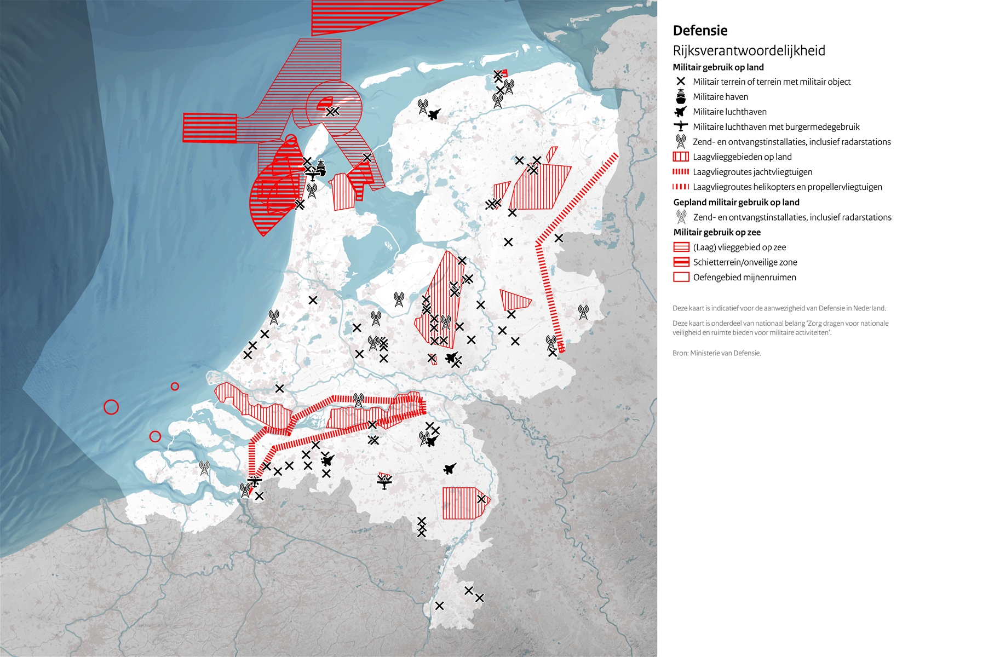 Defensie
Rijksverantwoordelijkheid
Militair gebruik op land
Militair terrein of terrein met militair object
Militaire haven
Militaire luchthaven
Militaire luchthaven met burgermedegebruik
Zend- en ontvangstinstallaties, inclusief radarstations
Laagvlieggebieden op land
Laagvliegroutes jachtvliegtuigen
Laagvliegroutes helikopters en propellervliegtuigen
Gepland militair gebruik op land
Zend- en ontvangstinstallaties, inclusief radarstations
Militair gebruik op zee
(Laag) vlieggebied op zee
Schietterrein/onveilige zone
Oefengebied mijnenruimen
Deze kaart is indicatief voor de aanwezigheid van Defensie in Nederland.
Deze kaart is onderdeel van nationaal belang ‘Zorg dragen voor nationale
veiligheid en ruimte bieden voor militaire activiteiten’.
Bron: Ministerie van Defensie.